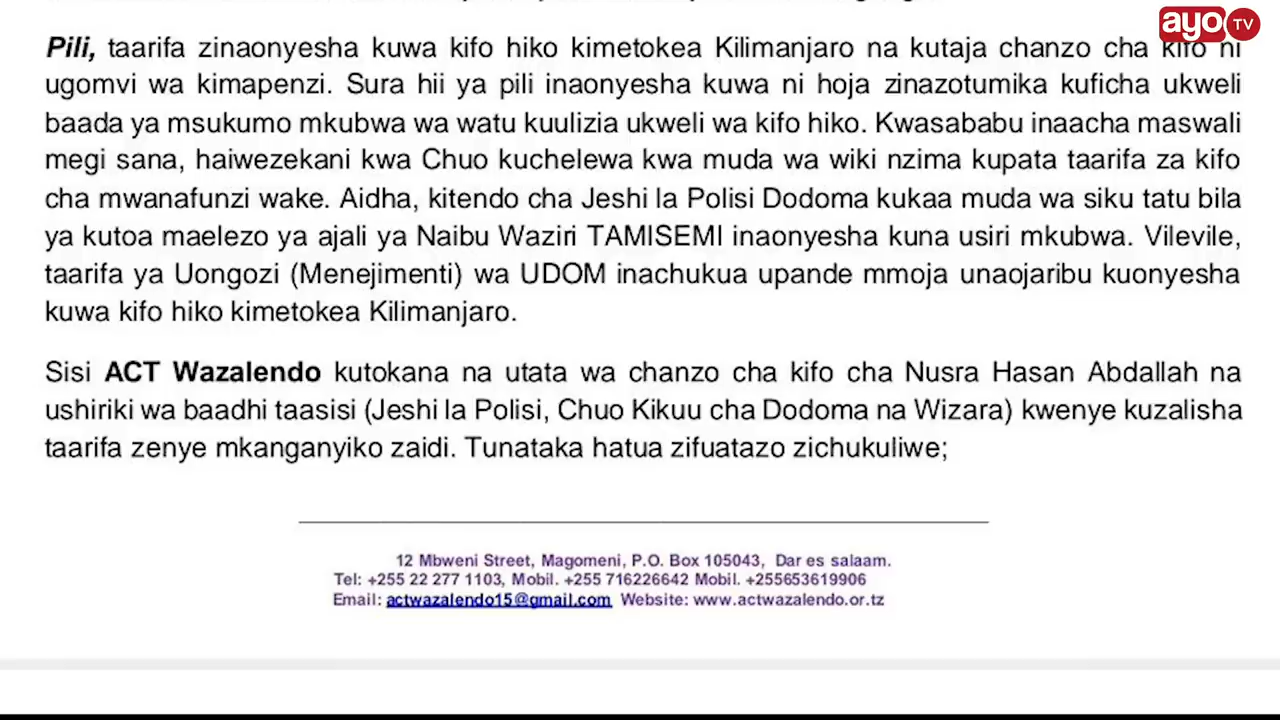 ayo TV
Pili, taarifa zinaonyesha kuwa kifo hiko kimetokea Kilimanjaro na kutaja chanzo cha kifo ni
ugomvi wa kimapenzi. Sura hii ya pili inaonyesha kuwa ni hoja zinazotumika kuficha ukweli
baada ya msukumo mkubwa wa watu kuulizia ukweli wa kifo hiko. Kwasababu inaacha maswali
megi sana, haiwezekani kwa Chuo kuchelewa kwa muda wa wiki nzima kupata taarifa za kifo
cha mwanafunzi wake. Aidha, kitendo cha Jeshi la Polisi Dodoma kukaa muda wa siku tatu bila
ya kutoa maelezo ya ajali ya Naibu Waziri TAMISEMI inaonyesha kuna usiri mkubwa. Vilevile,
taarifa ya Uongozi (Menejimenti) wa UDOM inachukua upande mmoja unaojaribu kuonyesha
kuwa kifo hiko kimetokea Kilimanjaro.
Sisi ACT Wazalendo kutokana na utata wa chanzo cha kifo cha Nusra Hasan Abdallah na
ushiriki wa baadhi taasisi (Jeshi la Polisi, Chuo Kikuu cha Dodoma na Wizara) kwenye kuzalisha
taarifa zenye mkanganyiko zaidi. Tunataka hatua zifuatazo zichukuliwe;
12 Mbweni Street, Magomeni, P.O. Box 105043, Dar es salaam.
Tel: +255 22 277 1103, Mobil. +255 716226642 Mobil. +255653619906
Email: actwazalendo15@gmail.com Website: www.actwazalendo.or.tz